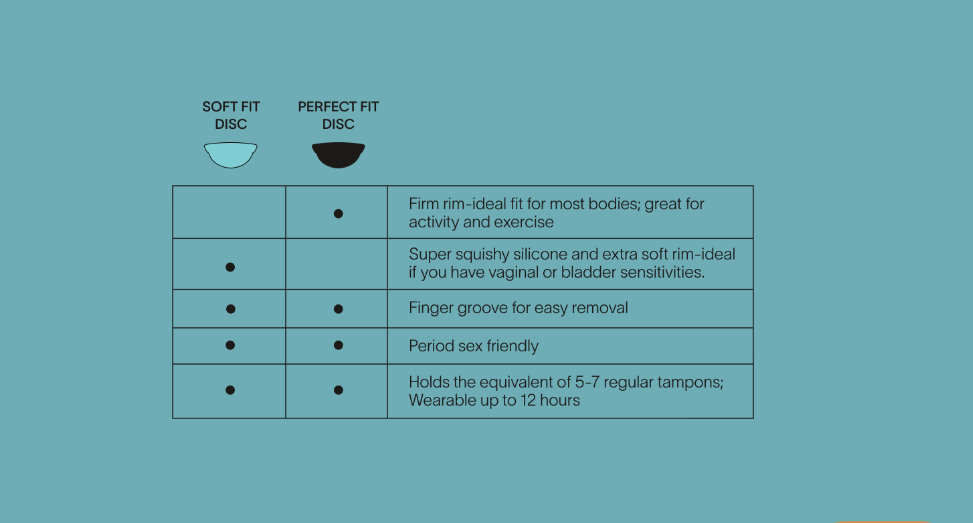 SOFT FIT
DISC
PERFECT FIT
DISC
Firm rim-ideal fit for most bodies; great for
activity and exercise
Super squishy silicone and extra soft rim-ideal
if you have vaginal or bladder sensitivities.
Finger groove for easy removal
Period sex friendly
Holds the equivalent of 5-7 regular tampons;
Wearable up to 12 hours